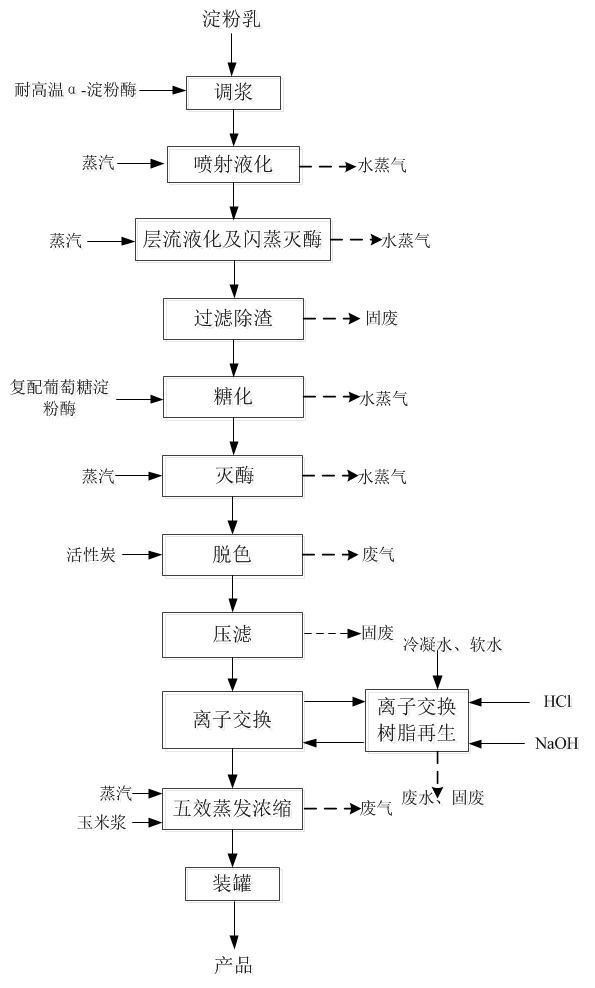 淀粉乳
耐高温α-淀粉酶
调浆
蒸汽
喷射液化
水蒸气
蒸汽
层流液化及闪蒸灭酶
水蒸气
过滤除渣
固废
复配葡萄糖淀
粉酶
糖化
水蒸气
蒸汽
灭酶
水蒸气
活性炭
脱色
废气
压滤
固废
冷凝水、软水
离子交换
离子交换
树脂再生
HCl
NaOH
废水、固废
蒸汽
玉米浆
五效蒸发浓缩
废气
装罐
产品